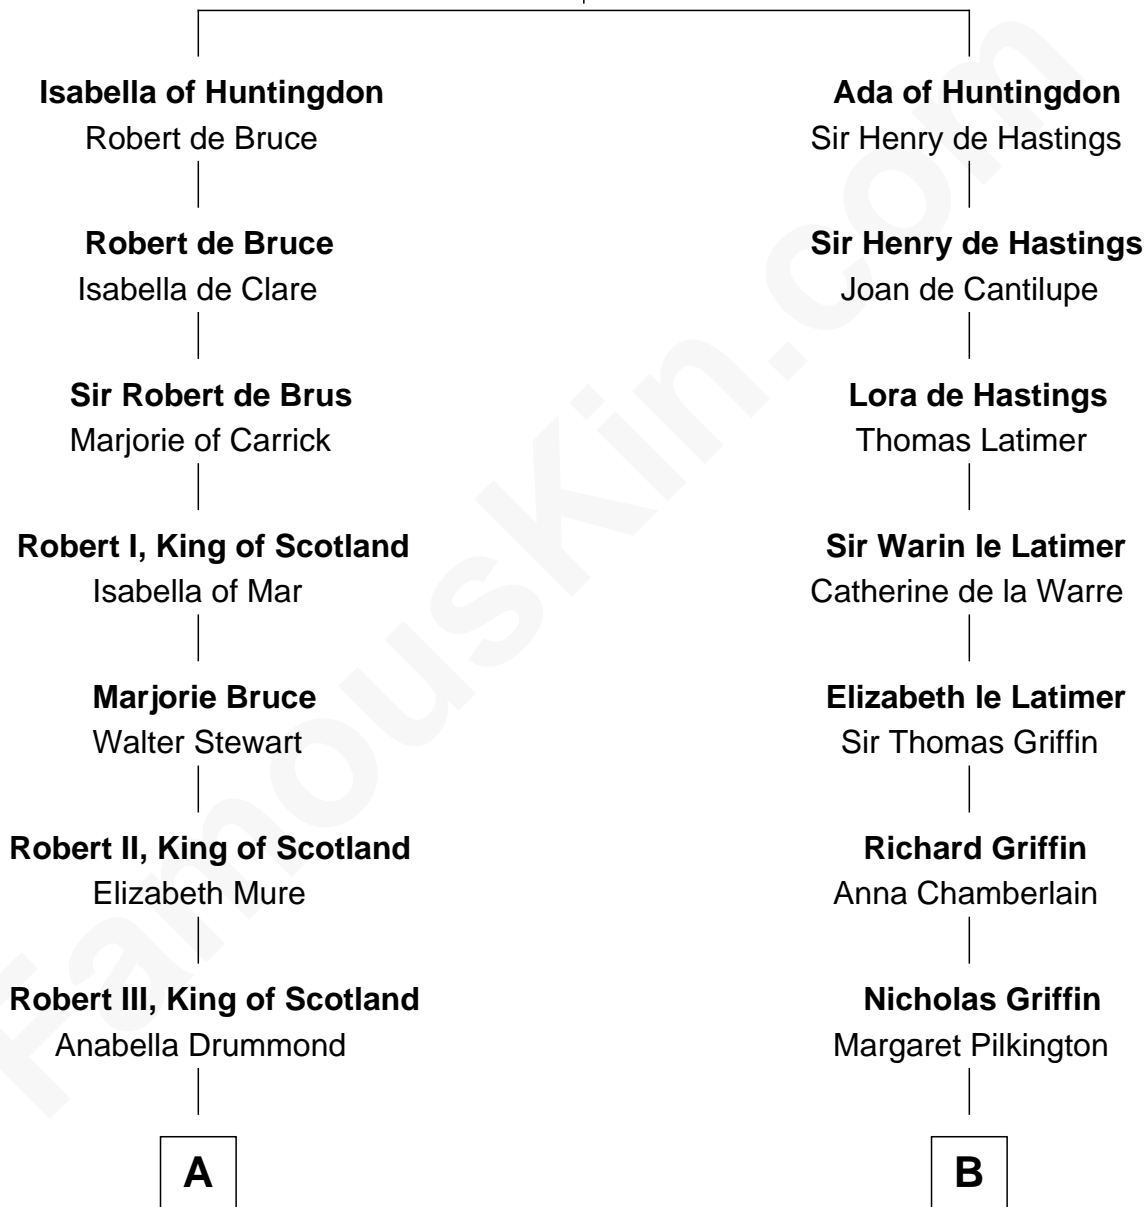 Isabella of Huntingdon
Robert de Bruce
Robert de Bruce
Isabella de Clare
Sir Robert de Brus
Marjorie of Carrick
Robert I, King of Scotland
Isabella of Mar
Marjorie Bruce
Walter Stewart
Robert II, King of Scotland
Elizabeth Mure
Robert III, King of Scotland
Anabella Drummond
A
Ada of Huntingdon
Sir Henry de Hastings
Sir Henry de Hastings
Joan de Cantilupe
Lora de Hastings
Thomas Latimer
Sir Warin le Latimer
Catherine de la Warre
Elizabeth le Latimer
Sir Thomas Griffin
Richard Griffin
Anna Chamberlain
Nicholas Griffin
Margaret Pilkington
B
FamousKin.com